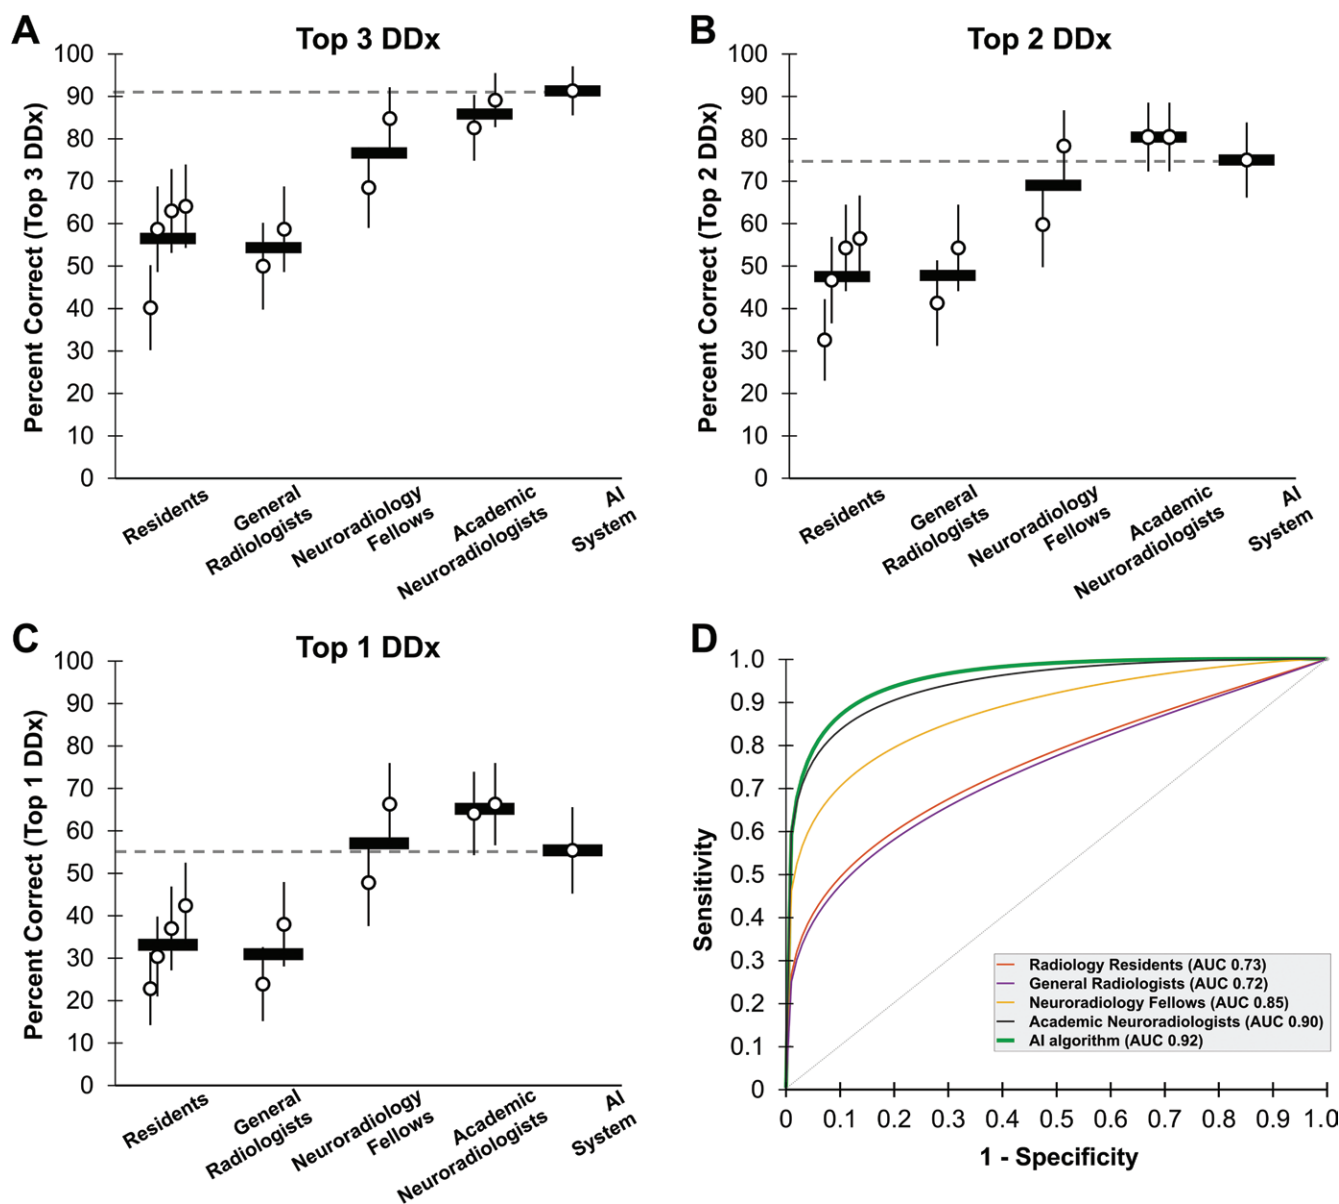 A
Top 3 DDx
Percent Correct (Top 3 DDx)
100
90
80
70
60
50
40
30
20
10
0
Residents
General
Radiologists
Neuroradiology
Fellows
Academic
Neuroradiologists
AI
System
B
Top 2 DDx
Percent Correct (Top 2 DDx)
100
90
80
70
60
50
40
30
20
10
0
Residents
General
Radiologists
Neuroradiology
Fellows
Academic
Neuroradiologists
AI
System
C
Top 1 DDx
Percent Correct (Top 1 DDx)
100
90
80
70
60
50
40
30
20
10
0
Residents
General
Radiologists
Neuroradiology
Fellows
Academic
Neuroradiologists
AI
System
D
Sensitivity
1.0
0.9
0.8
0.7
0.6
0.5
0.4
0.3
0.2
0.1
0
Radiology Residents (AUC 0.73)
General Radiologists (AUC 0.72)
Neuroradiology Fellows (AUC 0.85)
Academic Neuroradiologists (AUC 0.90)
AI algorithm (AUC 0.92)
0 0.1 0.2 0.3 0.4 0.5 0.6 0.7 0.8 0.9 1.0
1 - Specificity